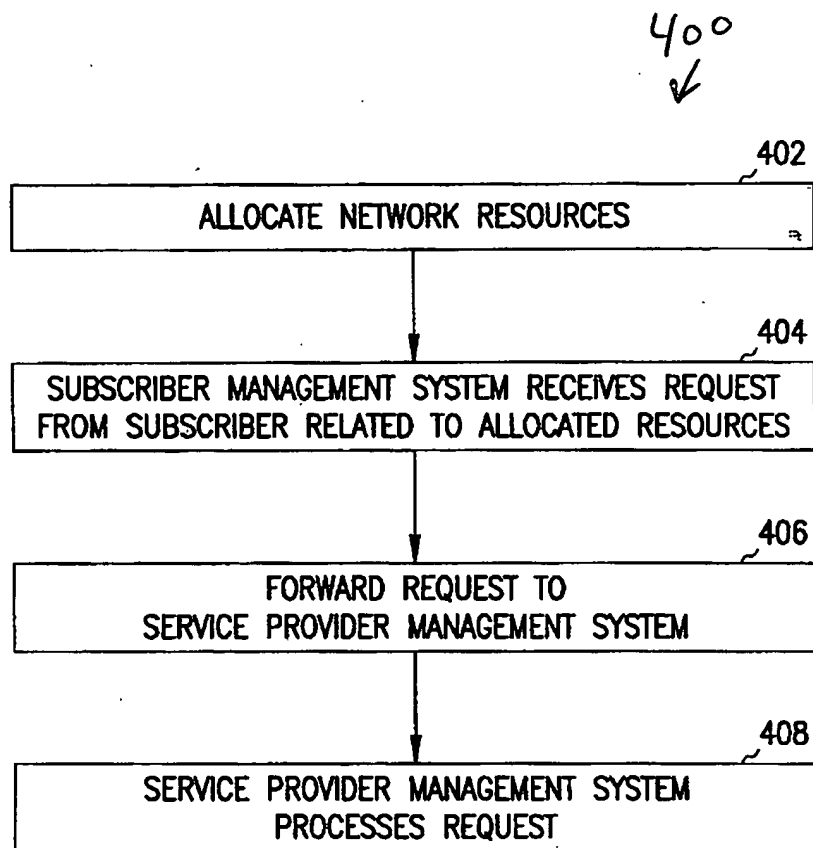 400
402
ALLOCATE NETWORK RESOURCES
404
SUBSCRIBER MANAGEMENT SYSTEM RECEIVES REQUEST
FROM SUBSCRIBER RELATED TO ALLOCATED RESOURCES
406
FORWARD REQUEST TO
SERVICE PROVIDER MANAGEMENT SYSTEM
408
SERVICE PROVIDER MANAGEMENT SYSTEM
PROCESSES REQUEST